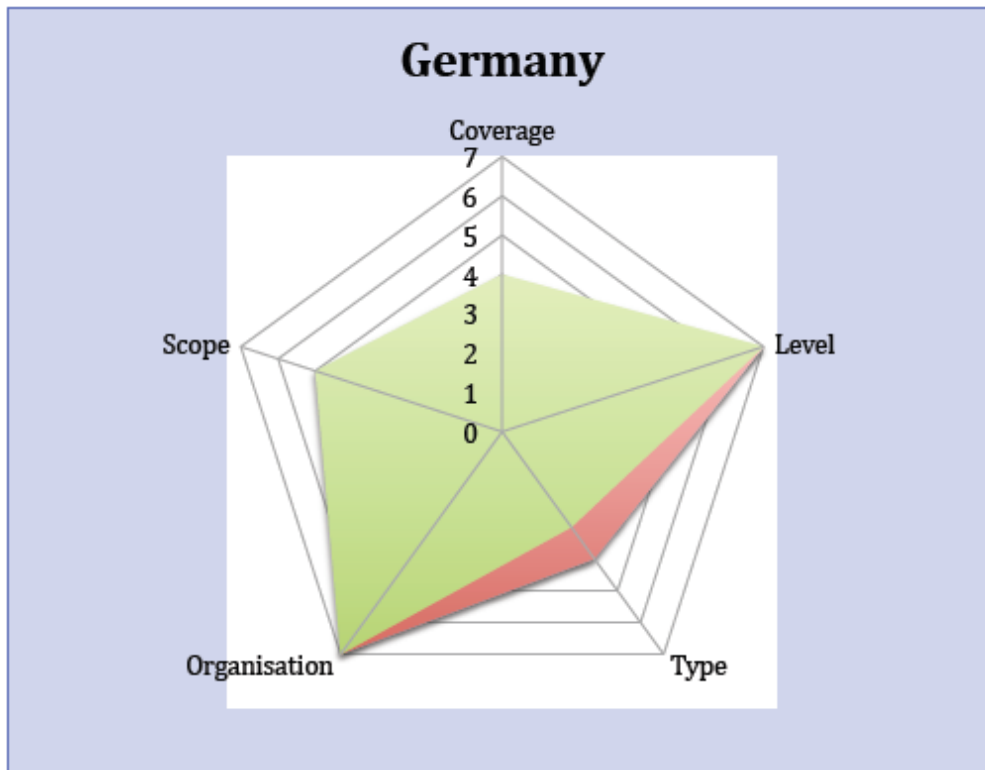 Germany
Coverage
7
6
5
4
3
2
1
0
Scope
Level
Organisation
Type